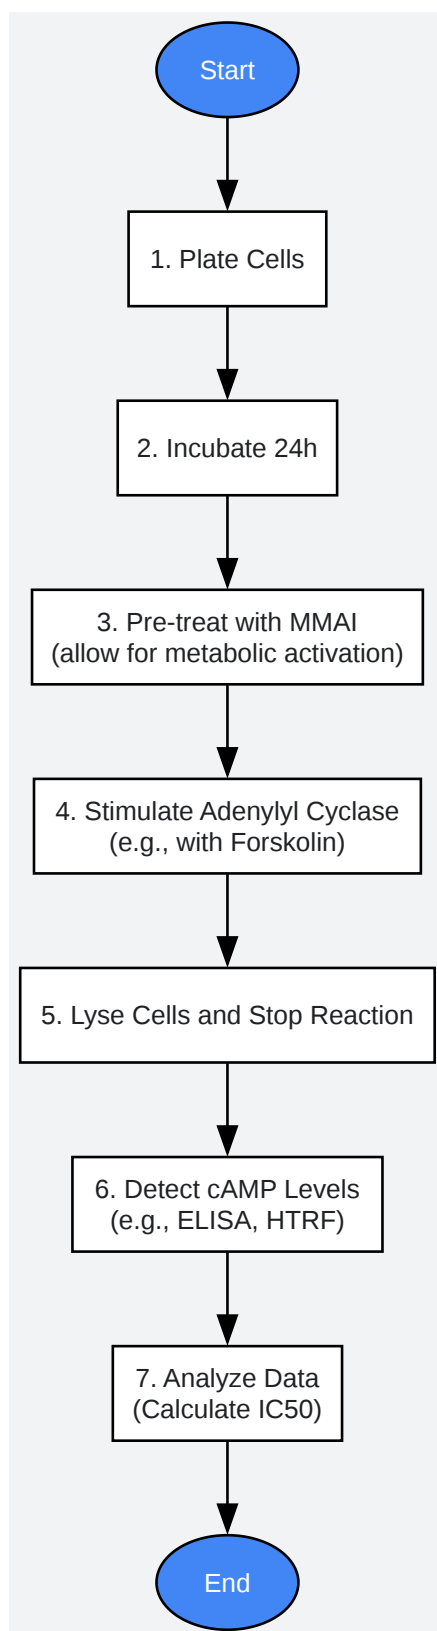 Start
1. Plate Cells
2. Incubate 24h
3. Pre-treat with MMAI
(allow for metabolic activation)
4. Stimulate Adenylyl Cyclase
(e.g., with Forskolin)
5. Lyse Cells and Stop Reaction
6. Detect cAMP Levels
(e.g., ELISA, HTRF)
7. Analyze Data
(Calculate IC50)
End